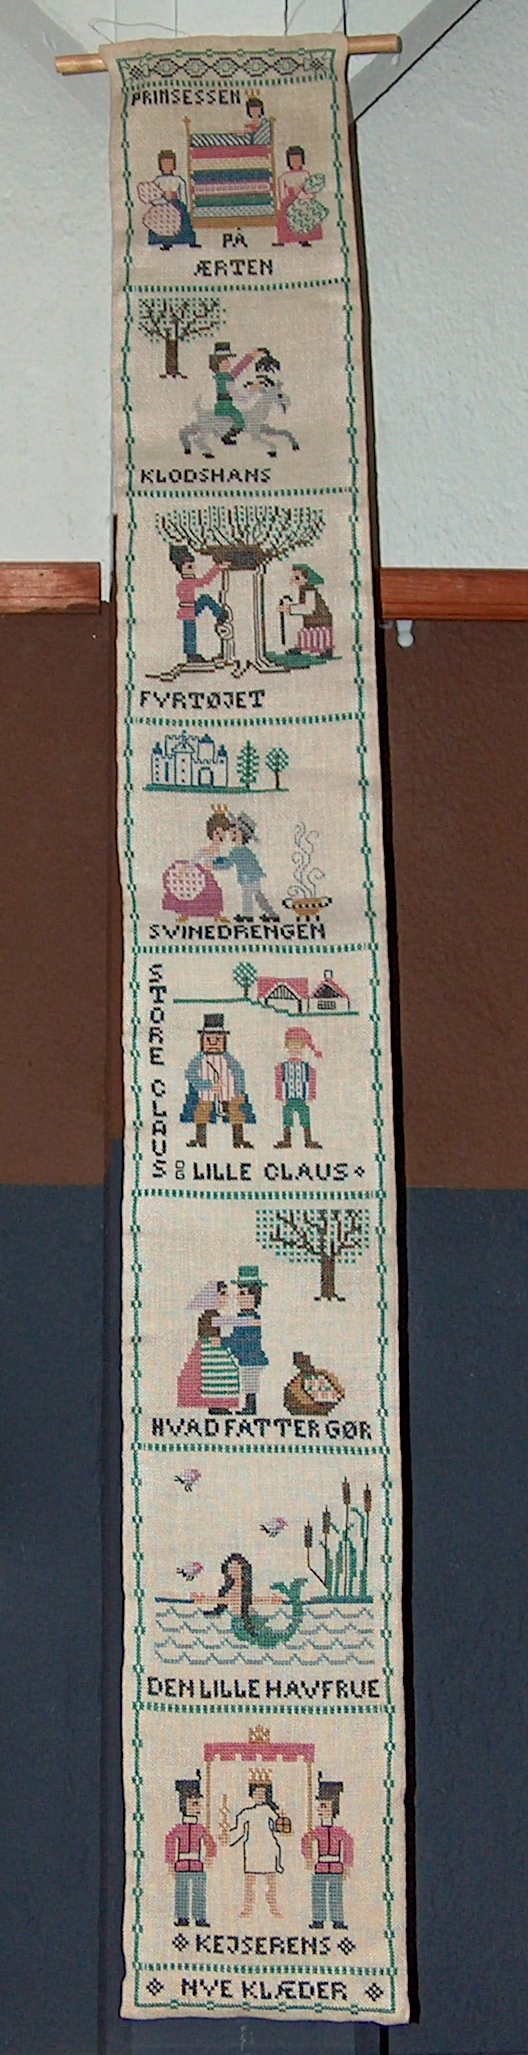 PRINSESSEN
PÅ
ÆRTEN
KLODSHANS
FYRTØJET
SVINEDRENGEN
STORE CLAUS
OG LILLE CLAUS
HVAD FATTER GØR
DEN LILLE HAVFRUE
KEJSERENS
NYE KLÆDER